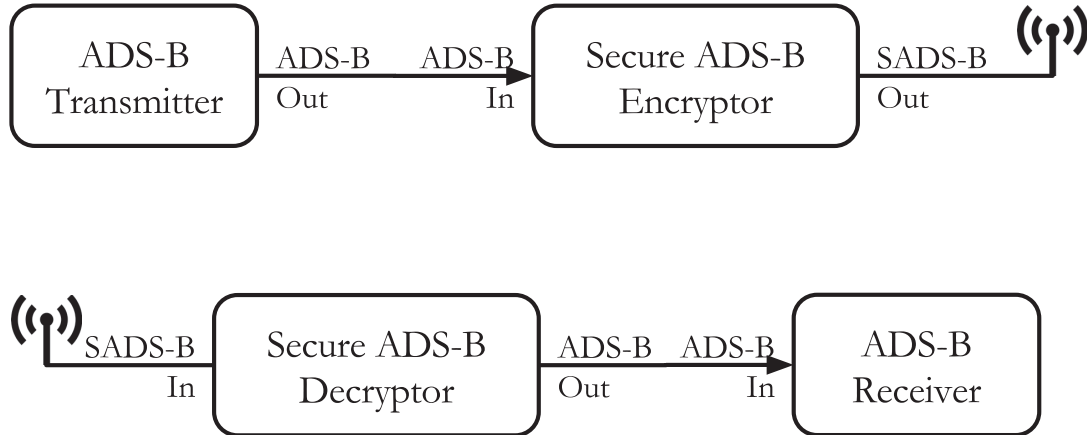 ADS-B
Transmitter
ADS-B
Out
ADS-B
In
Secure ADS-B
Encryptor
SADS-B
Out
SADS-B
In
Secure ADS-B
Decryptor
ADS-B
Out
ADS-B
In
ADS-B
Receiver